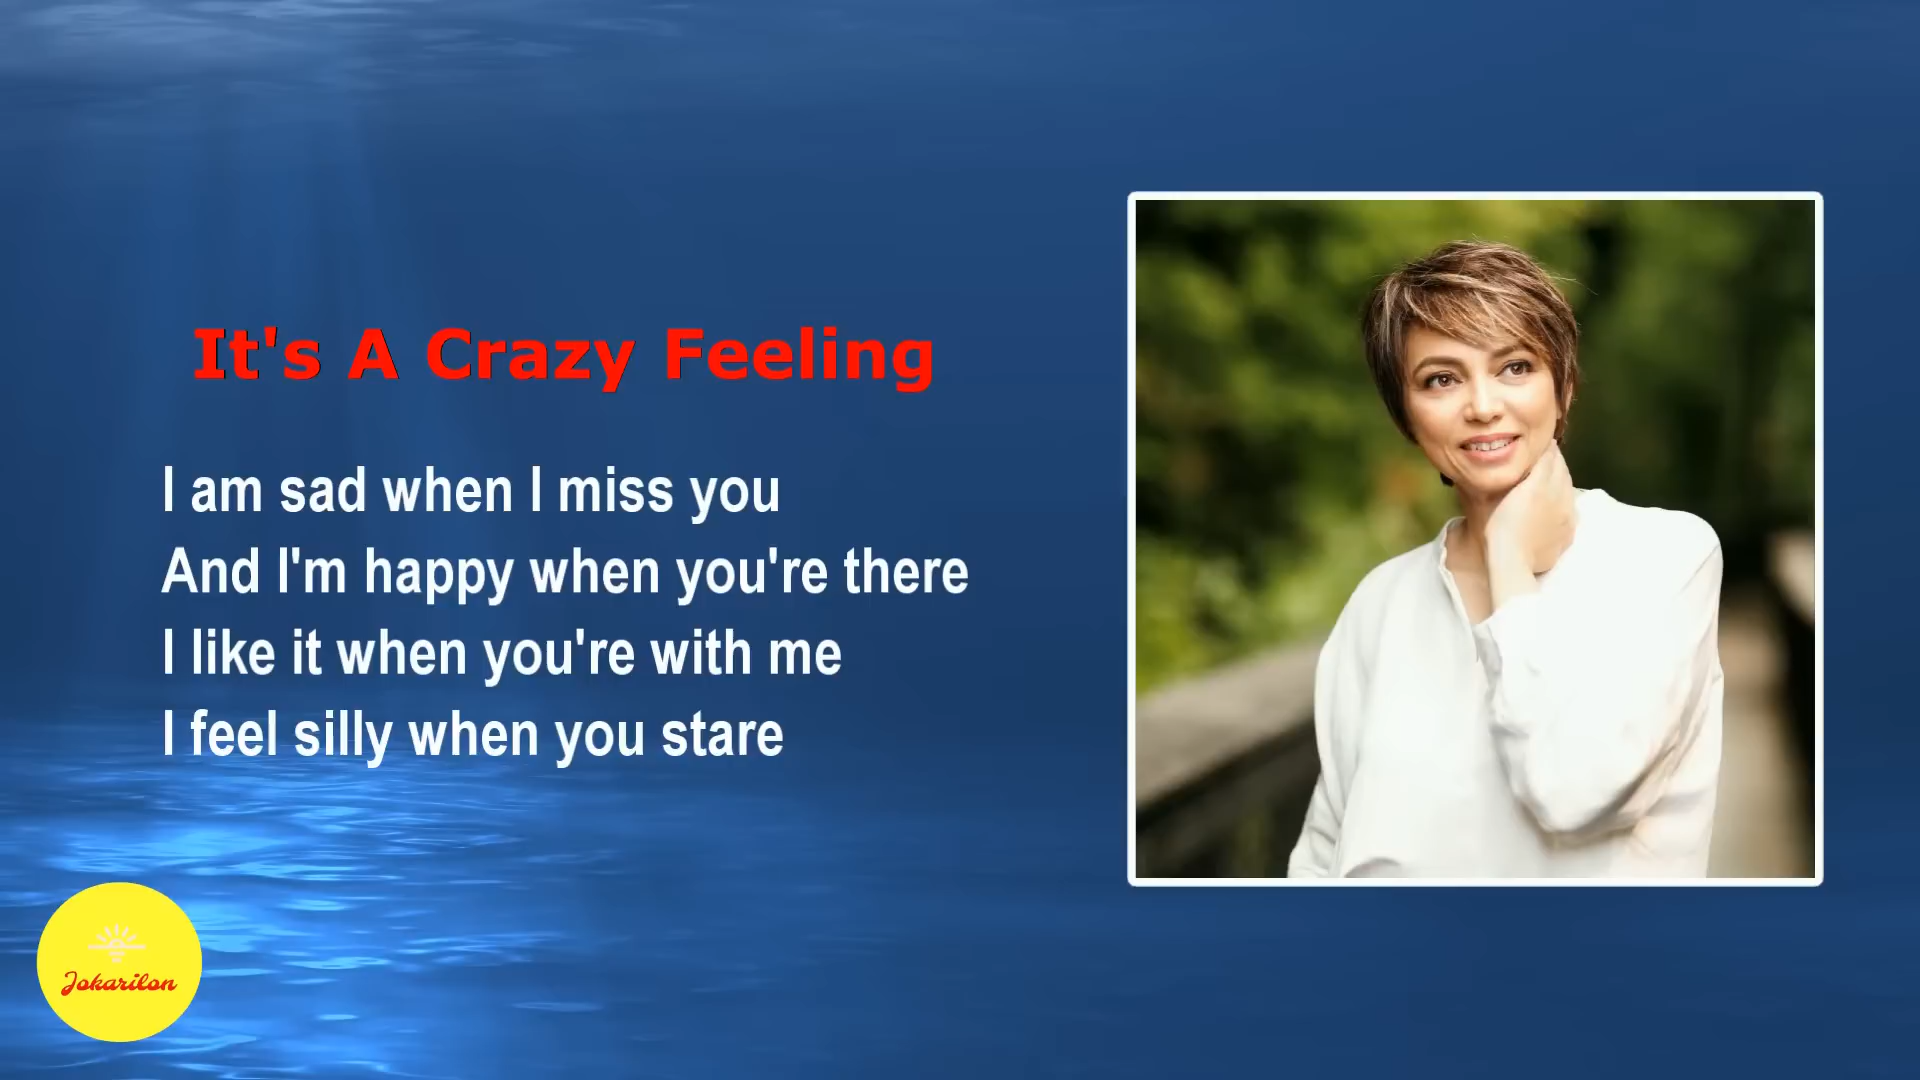 It's A Crazy Feeling
I am sad when I miss you
And I'm happy when you're there
I like it when you're with me
I feel silly when you stare
Jokarilon